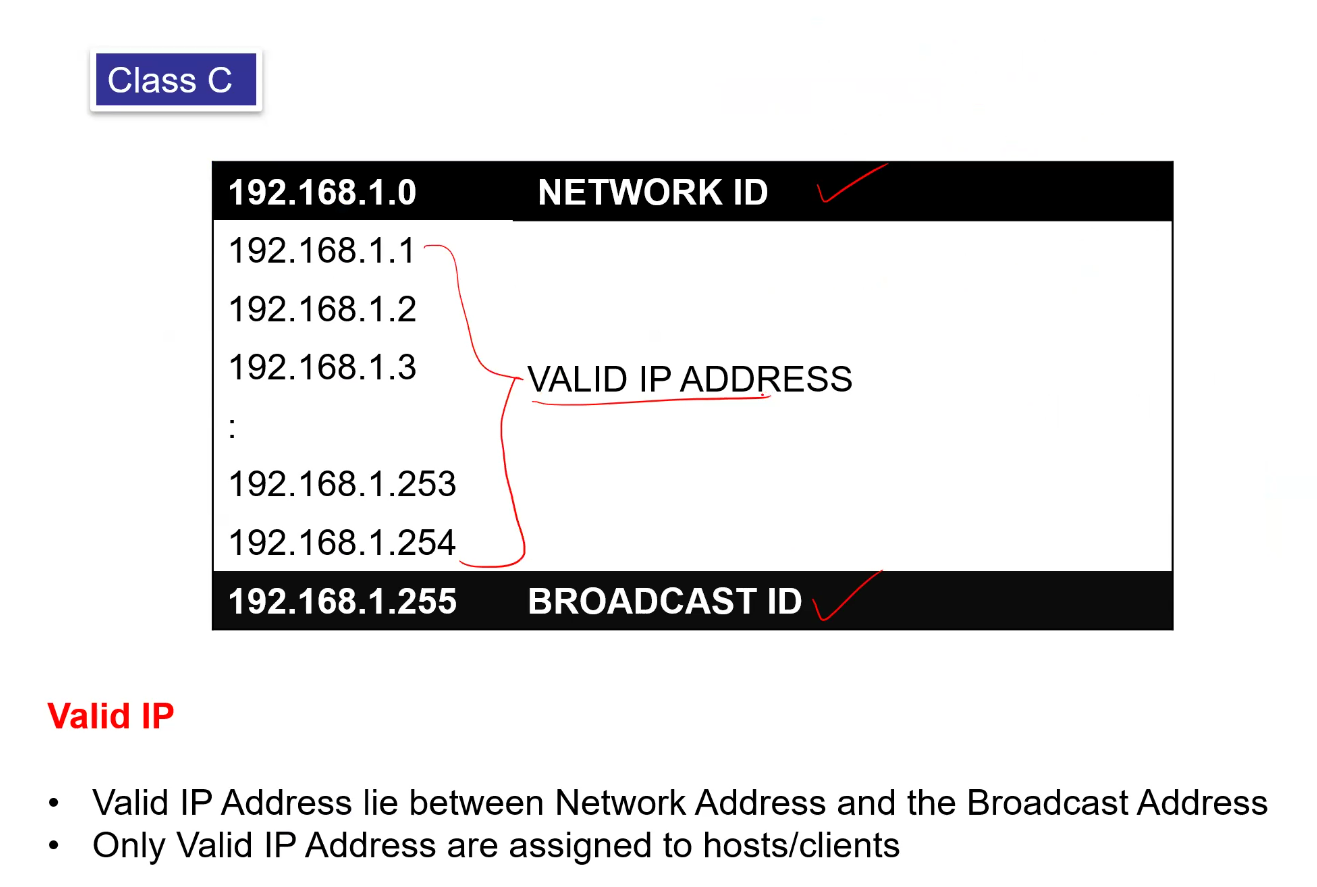 Class C
192.168.1.0 NETWORK ID
192.168.1.1
192.168.1.2
192.168.1.3
VALID IP ADDRESS
:
192.168.1.253
192.168.1.254
192.168.1.255 BROADCAST ID
Valid IP
• Valid IP Address lie between Network Address and the Broadcast Address
• Only Valid IP Address are assigned to hosts/clients